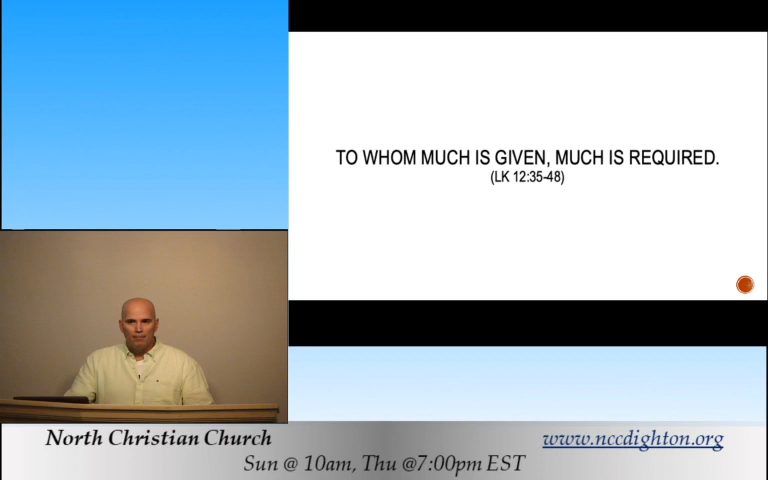 TO WHOM MUCH IS GIVEN, MUCH IS REQUIRED.
(LK 12:35-48)
North Christian Church
www.nccdighton.org
Sun @ 10am, Thu @7:00pm EST